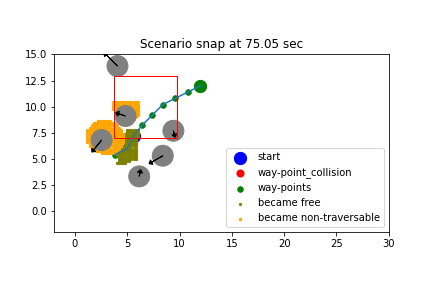 Scenario snap at 75.05 sec
15.0
12.5
10.0
7.5
5.0
2.5
0.0
start
way-point_collision
way-points
became free
became non-traversable
0 5 10 15 20 25 30